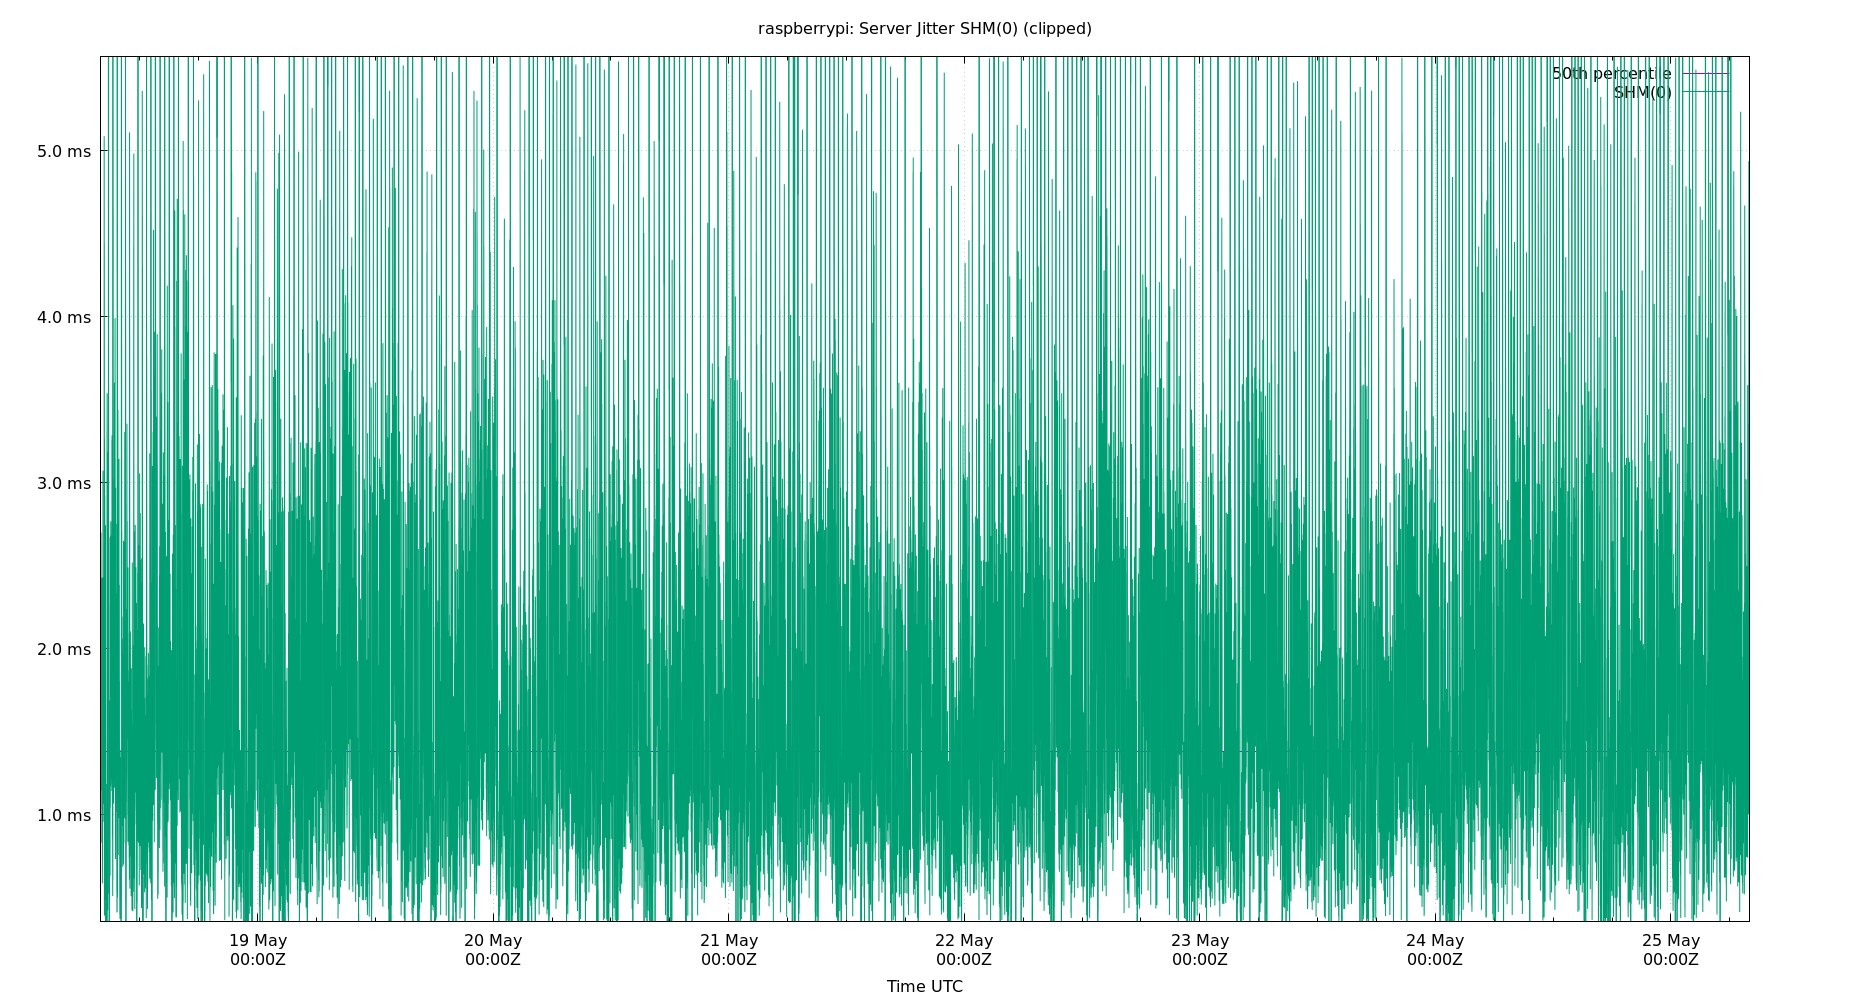 raspberrypi: Server Jitter SHM(0) (clipped)
50th percentile
SHM(0)
5.0 ms
4.0 ms
3.0 ms
2.0 ms
1.0 ms
19 May 20 May 21 May 22 May 23 May 24 May 25 May
00:00Z 00:00Z 00:00Z 00:00Z 00:00Z 00:00Z 00:00Z
Time UTC